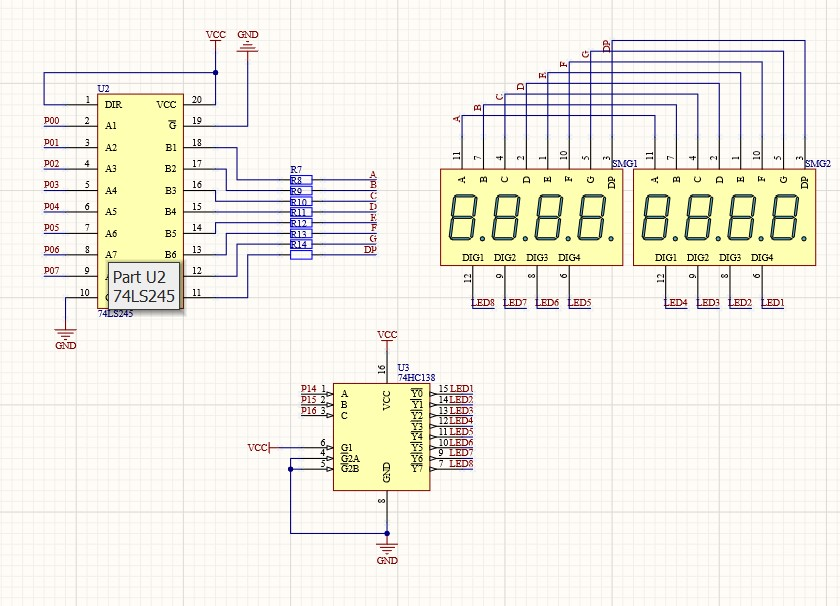 VCC
GND
U2
1 DIR VCC 20
P00 2 A1 G 19
P01 3 A2 B1 18
P02 4 A3 B2 17
P03 5 A4 B3 16
P04 6 A5 B4 15
P05 7 A6 B5 14
P06 8 A7 B6 13
P07 9 12
10 11
Part U2
74LS245
74LS245
GND
R7
R8
R9
R10
R11
R12
R13
R14
A
B
C
D
E
F
G
DP
A
B
C
D
E
F
G
DP
11 7 4 2 1 10 5 3
SMG1
A B C D E F G DP
DIG1 DIG2 DIG3 DIG4
12 9 8 6
LED8 LED7 LED6 LED5
11 7 4 2 1 10 5 3
SMG2
A B C D E F G DP
DIG1 DIG2 DIG3 DIG4
12 9 8 6
LED4 LED3 LED2 LED1
VCC
16
U3
74HC138
P14 1 A Y0 15 LED1
P15 2 B Y1 14 LED2
P16 3 C Y2 13 LED3
Y3 12 LED4
Y4 11 LED5
VCC 6 G1 Y5 10 LED6
4 G2A Y6 9 LED7
5 G2B Y7 7 LED8
VCC
GND
8
GND